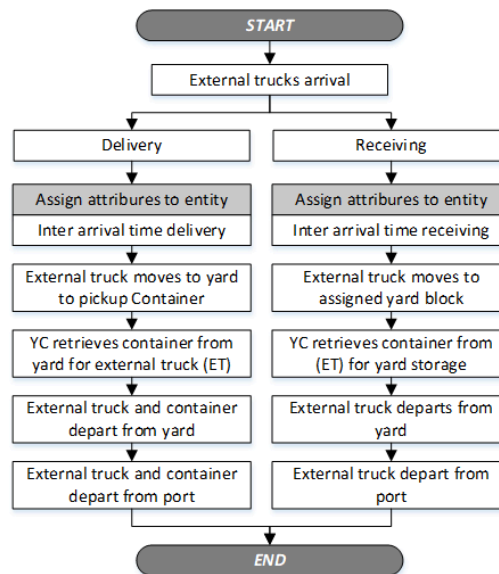 START
External trucks arrival
Delivery
Receiving
Assign attribures to entity
Inter arrival time delivery
Assign attributes to entity
Inter arrival time receiving
External truck moves to yard
to pickup Container
External truck moves to
assigned yard block
YC retrieves container from
yard for external truck (ET)
YC retrieves container from
(ET) for yard storage
External truck and container
depart from yard
External truck departs from
yard
External truck and container
depart from port
External truck depart from
port
END